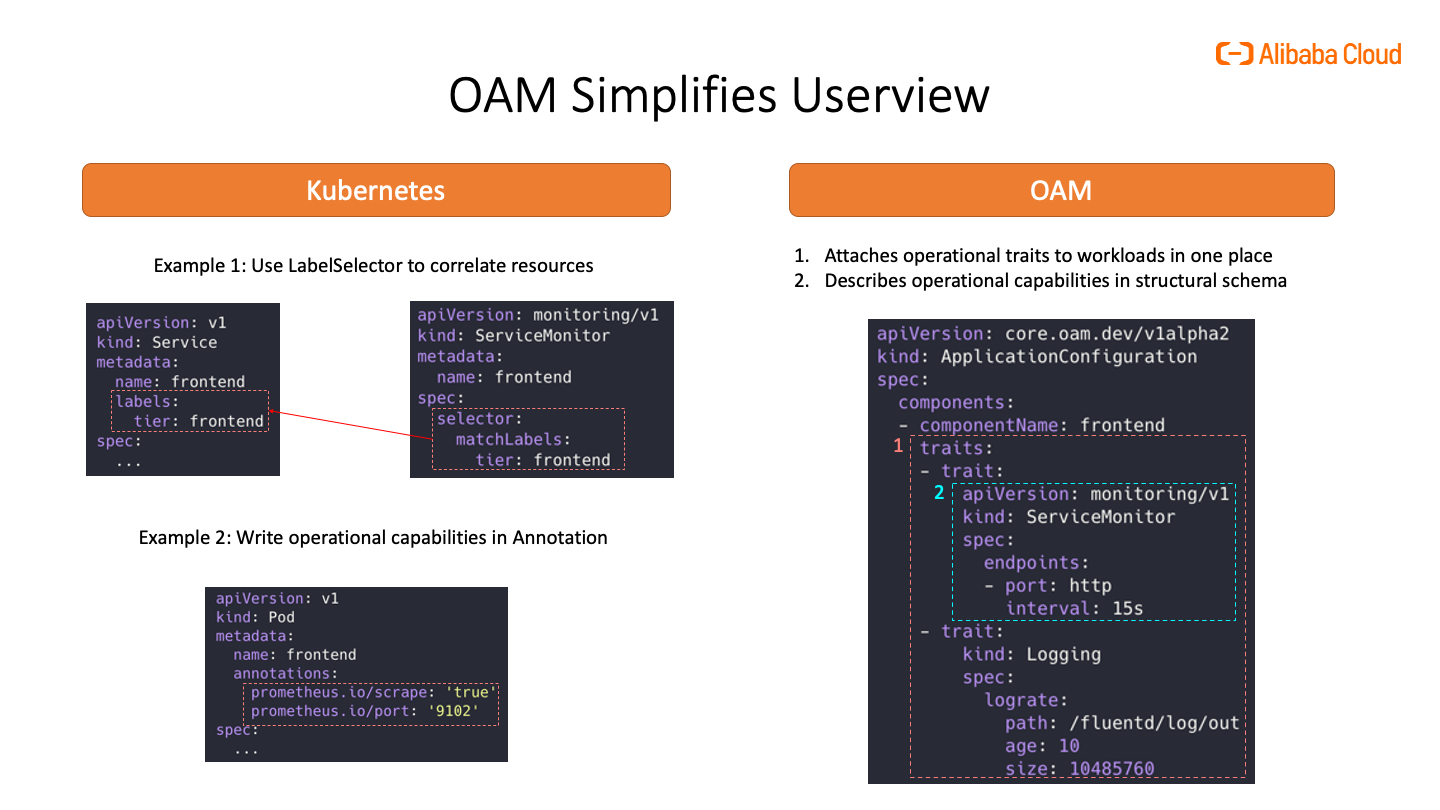 Alibaba Cloud
OAM Simplifies Userview
Kubernetes
Example 1: Use LabelSelector to correlate resources
apiVersion: v1
kind: Service
metadata:
  name: frontend
  labels:
    tier: frontend
spec:
  ...
apiVersion: monitoring/v1
kind: ServiceMonitor
metadata:
  name: frontend
spec:
  selector:
    matchLabels:
      tier: frontend
Example 2: Write operational capabilities in Annotation
apiVersion: v1
kind: Pod
metadata:
  name: frontend
  annotations:
    prometheus.io/scrape: 'true'
    prometheus.io/port: '9102'
spec:
  ...
OAM
1. Attaches operational traits to workloads in one place
2. Describes operational capabilities in structural schema
apiVersion: core.oam.dev/v1alpha2
kind: ApplicationConfiguration
spec:
  components:
  - componentName: frontend
1 traits:
    - trait:
2 apiVersion: monitoring/v1
        kind: ServiceMonitor
        spec:
          endpoints:
          - port: http
            interval: 15s
    - trait:
        kind: Logging
        spec:
          lograte:
            path: /fluentd/log/out
            age: 10
            size: 10485760